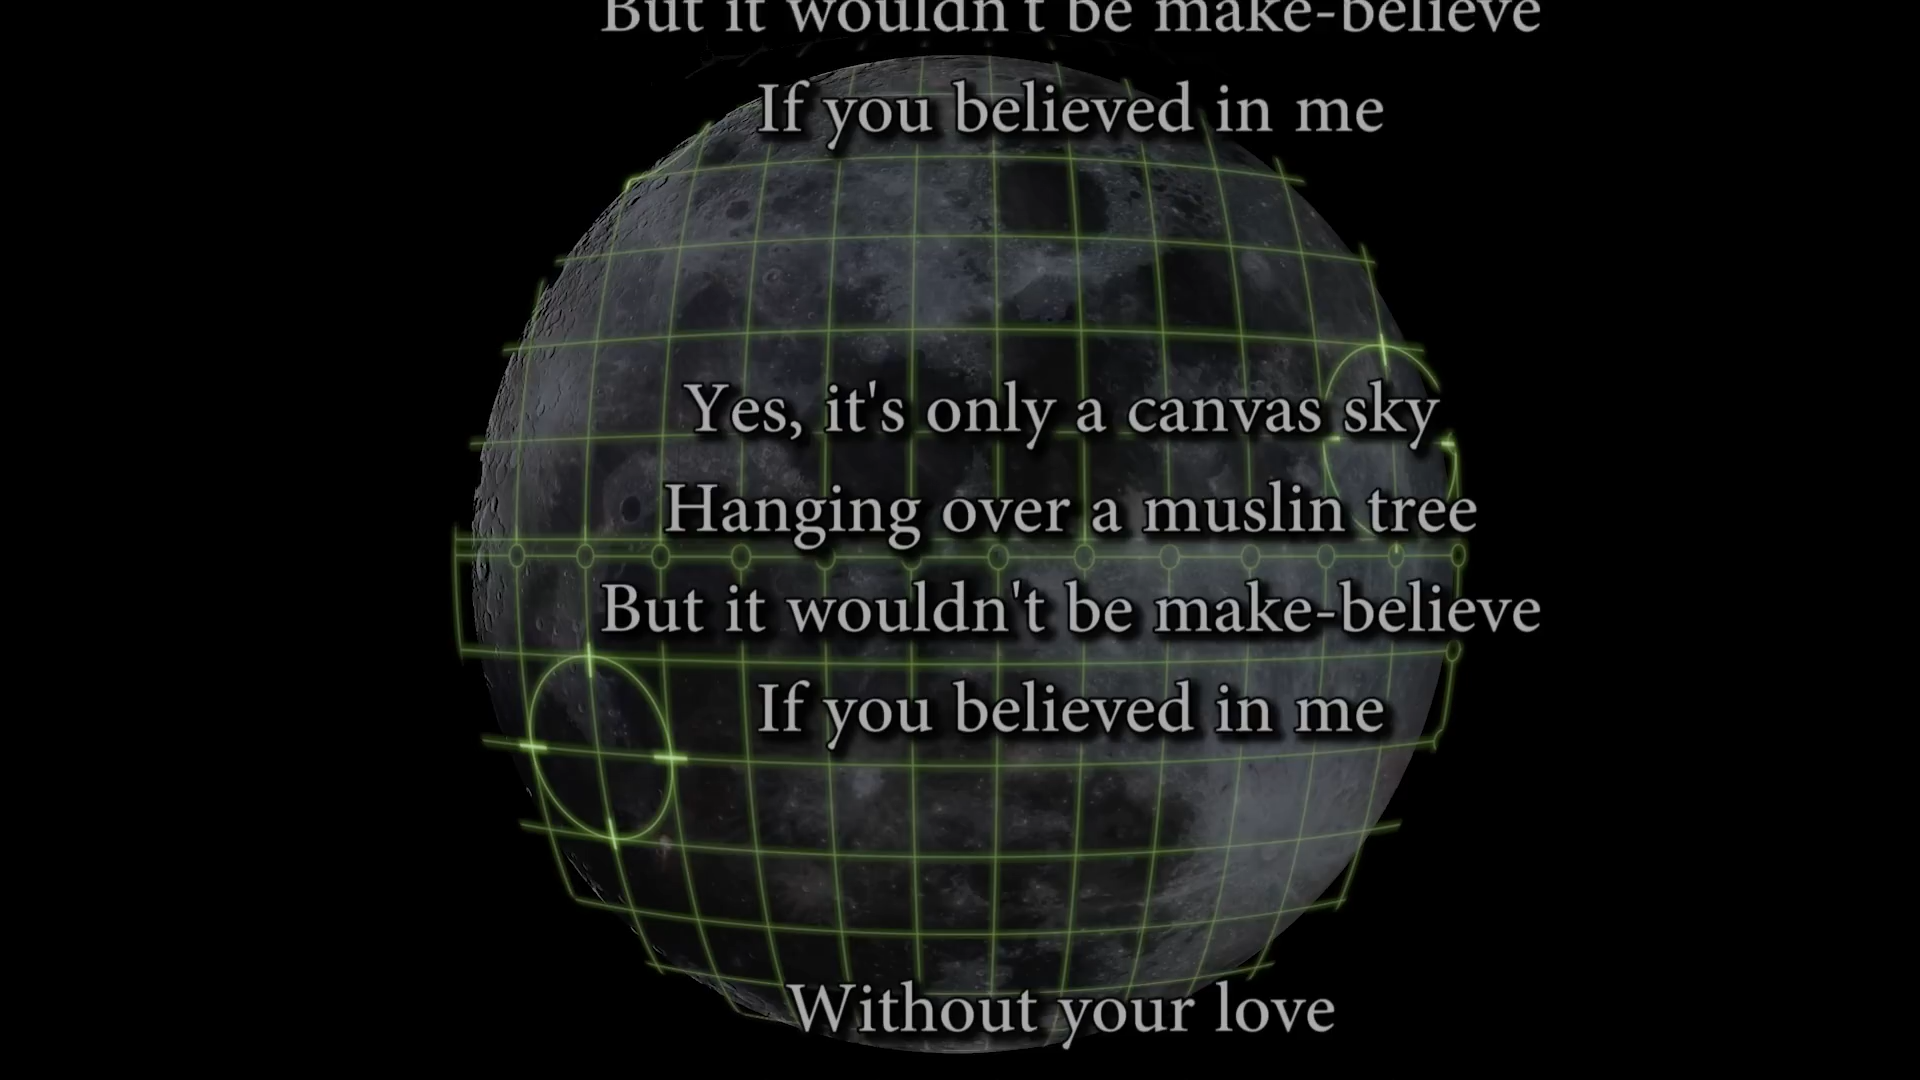 But it wouldn't be make-believe
If you believed in me
Yes, it's only a canvas sky
Hanging over a muslin tree
But it wouldn't be make-believe
If you believed in me
Without your love